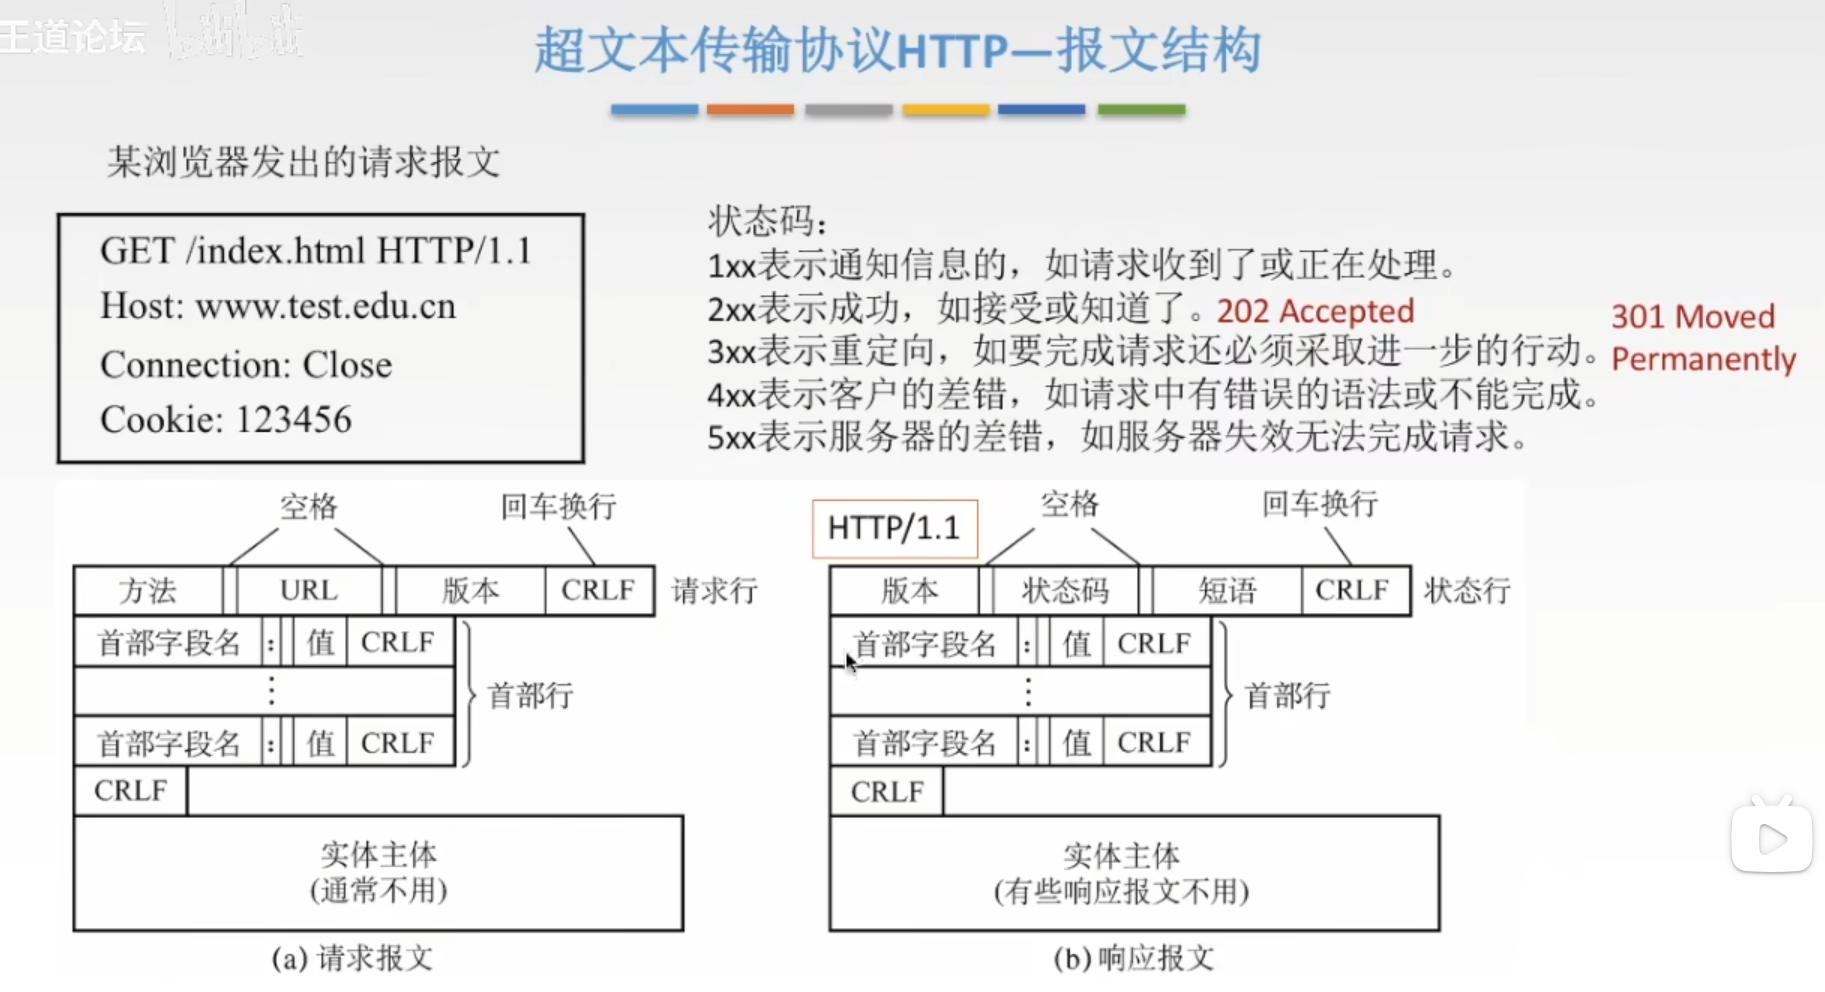 王道论坛 bilibili
超文本传输协议HTTP—报文结构
某浏览器发出的请求报文
GET /index.html HTTP/1.1
Host: www.test.edu.cn
Connection: Close
Cookie: 123456
状态码：
1xx表示通知信息的，如请求收到了或正在处理。
2xx表示成功，如接受或知道了。202 Accepted
3xx表示重定向，如要完成请求还必须采取进一步的行动。301 Moved Permanently
4xx表示客户的差错，如请求中有错误的语法或不能完成。
5xx表示服务器的差错，如服务器失效无法完成请求。
空格 回车换行
方法 URL 版本 CRLF 请求行
首部字段名 : 值 CRLF
⋮ 首部行
首部字段名 : 值 CRLF
CRLF
实体主体
(通常不用)
(a) 请求报文
HTTP/1.1 空格 回车换行
版本 状态码 短语 CRLF 状态行
首部字段名 : 值 CRLF
⋮ 首部行
首部字段名 : 值 CRLF
CRLF
实体主体
(有些响应报文不用)
(b) 响应报文